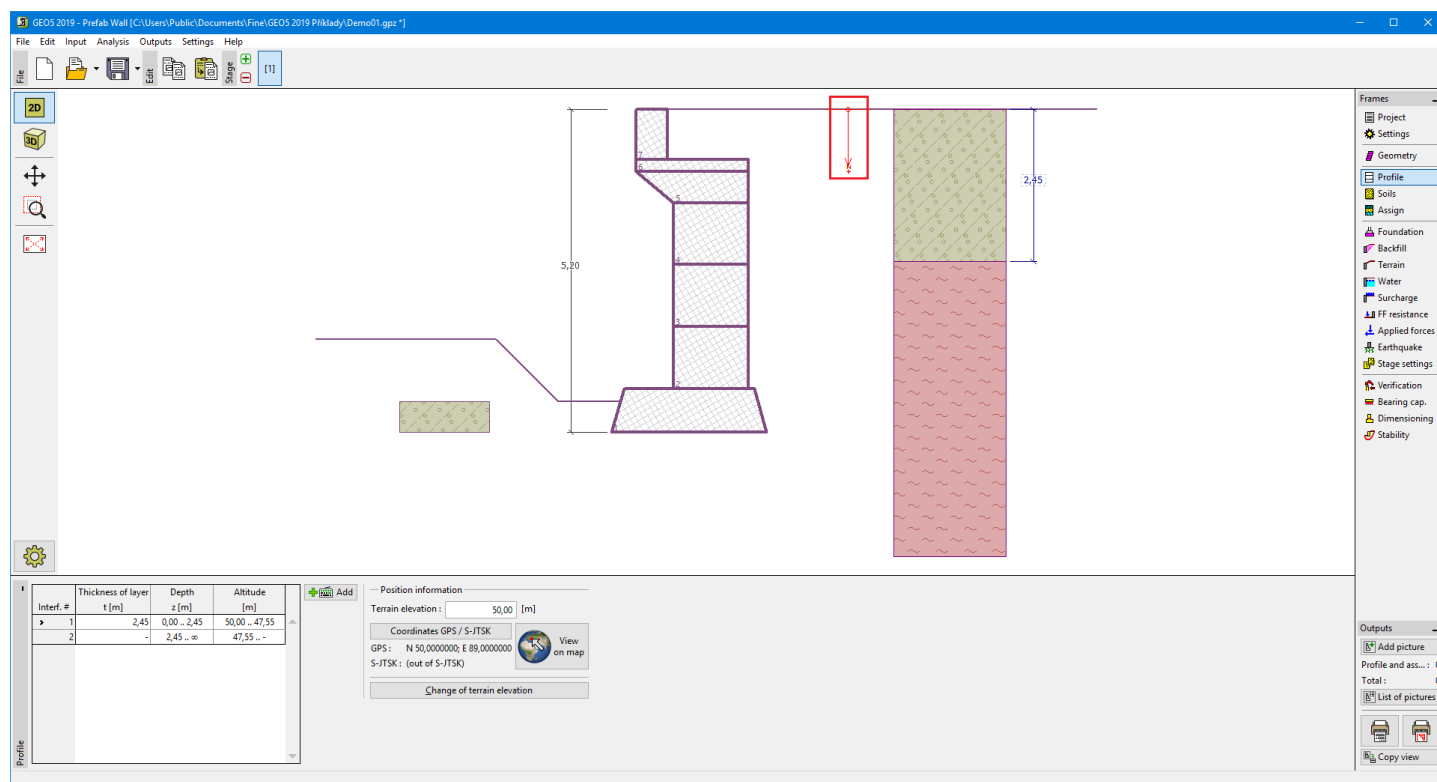 GEO5 2019 - Prefab Wall [C:\Users\Public\Documents\Fine\GEO5 2019 Příklady\Demo01.gpz *]
File Edit Input Analysis Outputs Settings Help
File
Edit
Stage
[1]
2D
3D
7
6
5
4
3
2
5,20
2,45
Frames
Project
Settings
Geometry
Profile
Soils
Assign
Foundation
Backfill
Terrain
Water
Surcharge
FF resistance
Applied forces
Earthquake
Stage settings
Verification
Bearing cap.
Dimensioning
Stability
Outputs
Add picture
Profile and ass... :
Total :
List of pictures
Copy view
Profile
Interf. # Thickness of layer t [m] Depth z [m] Altitude [m]
1 2,45 0,00 .. 2,45 50,00 .. 47,55
2 - 2,45 .. ∞ 47,55 .. -
Add
Position information
Terrain elevation : 50,00 [m]
Coordinates GPS / S-JTSK
GPS : N 50,0000000; E 89,0000000
S-JTSK : (out of S-JTSK)
View on map
Change of terrain elevation